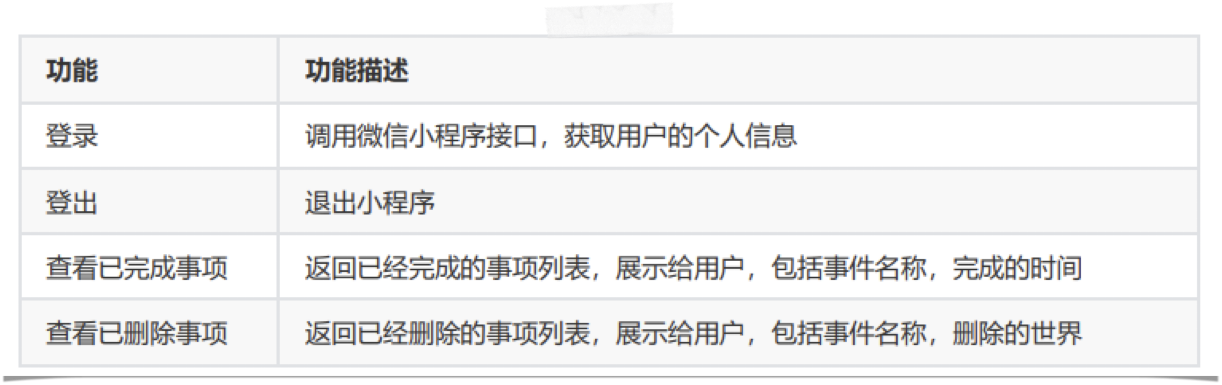 功能 功能描述
登录 调用微信小程序接口，获取用户的个人信息
登出 退出小程序
查看已完成事项 返回已经完成的事项列表，展示给用户，包括事件名称，完成的时间
查看已删除事项 返回已经删除的事项列表，展示给用户，包括事件名称，删除的世界